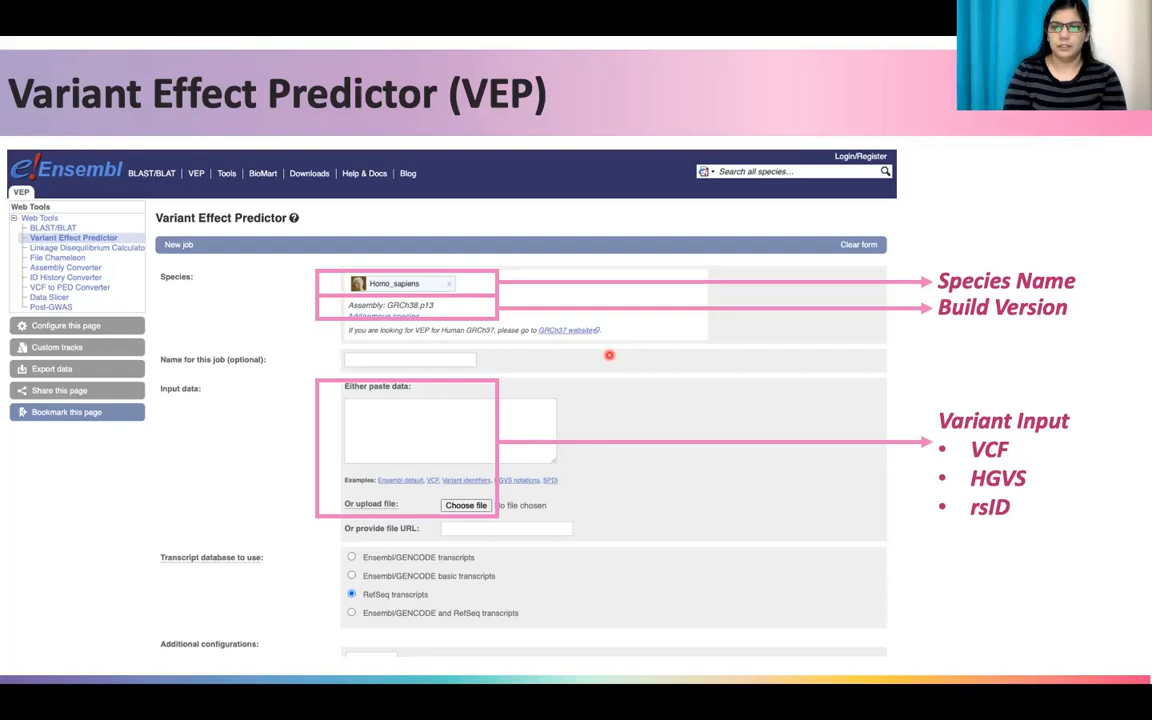 Variant Effect Predictor (VEP)
Login/Register
e!Ensembl BLAST/BLAT VEP Tools BioMart Downloads Help & Docs Blog Search all species...
VEP
Web Tools
Web Tools
BLAST/BLAT
Variant Effect Predictor
Linkage Disequilibrium Calculato
File Chameleon
Assembly Converter
ID History Converter
VCF to PED Converter
Data Slicer
Post-GWAS
Configure this page
Custom tracks
Export data
Share this page
Bookmark this page
Variant Effect Predictor ?
New job Clear form
Species: Homo_sapiens x
Assembly: GRCh38.p13
Add/remove species
If you are looking for VEP for Human GRCh37, please go to GRCh37 website.
Name for this job (optional):
Input data: Either paste data:
Examples: Ensembl default, VCF, Variant identifiers, HGVS notations, SPDI
Or upload file: Choose file No file chosen
Or provide file URL:
Transcript database to use: Ensembl/GENCODE transcripts
Ensembl/GENCODE basic transcripts
RefSeq transcripts
Ensembl/GENCODE and RefSeq transcripts
Additional configurations:
Species Name
Build Version
Variant Input
• VCF
• HGVS
• rsID